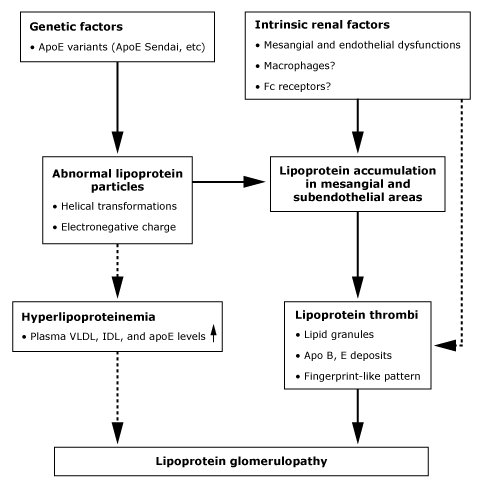 Genetic factors
• ApoE variants (ApoE Sendai, etc)
Intrinsic renal factors
• Mesangial and endothelial dysfunctions
• Macrophages?
• Fc receptors?
Abnormal lipoprotein
particles
• Helical transformations
• Electronegative charge
Lipoprotein accumulation
in mesangial and
subendothelial areas
Hyperlipoproteinemia
• Plasma VLDL, IDL, and apoE levels
Lipoprotein thrombi
• Lipid granules
• Apo B, E deposits
• Fingerprint-like pattern
Lipoprotein glomerulopathy